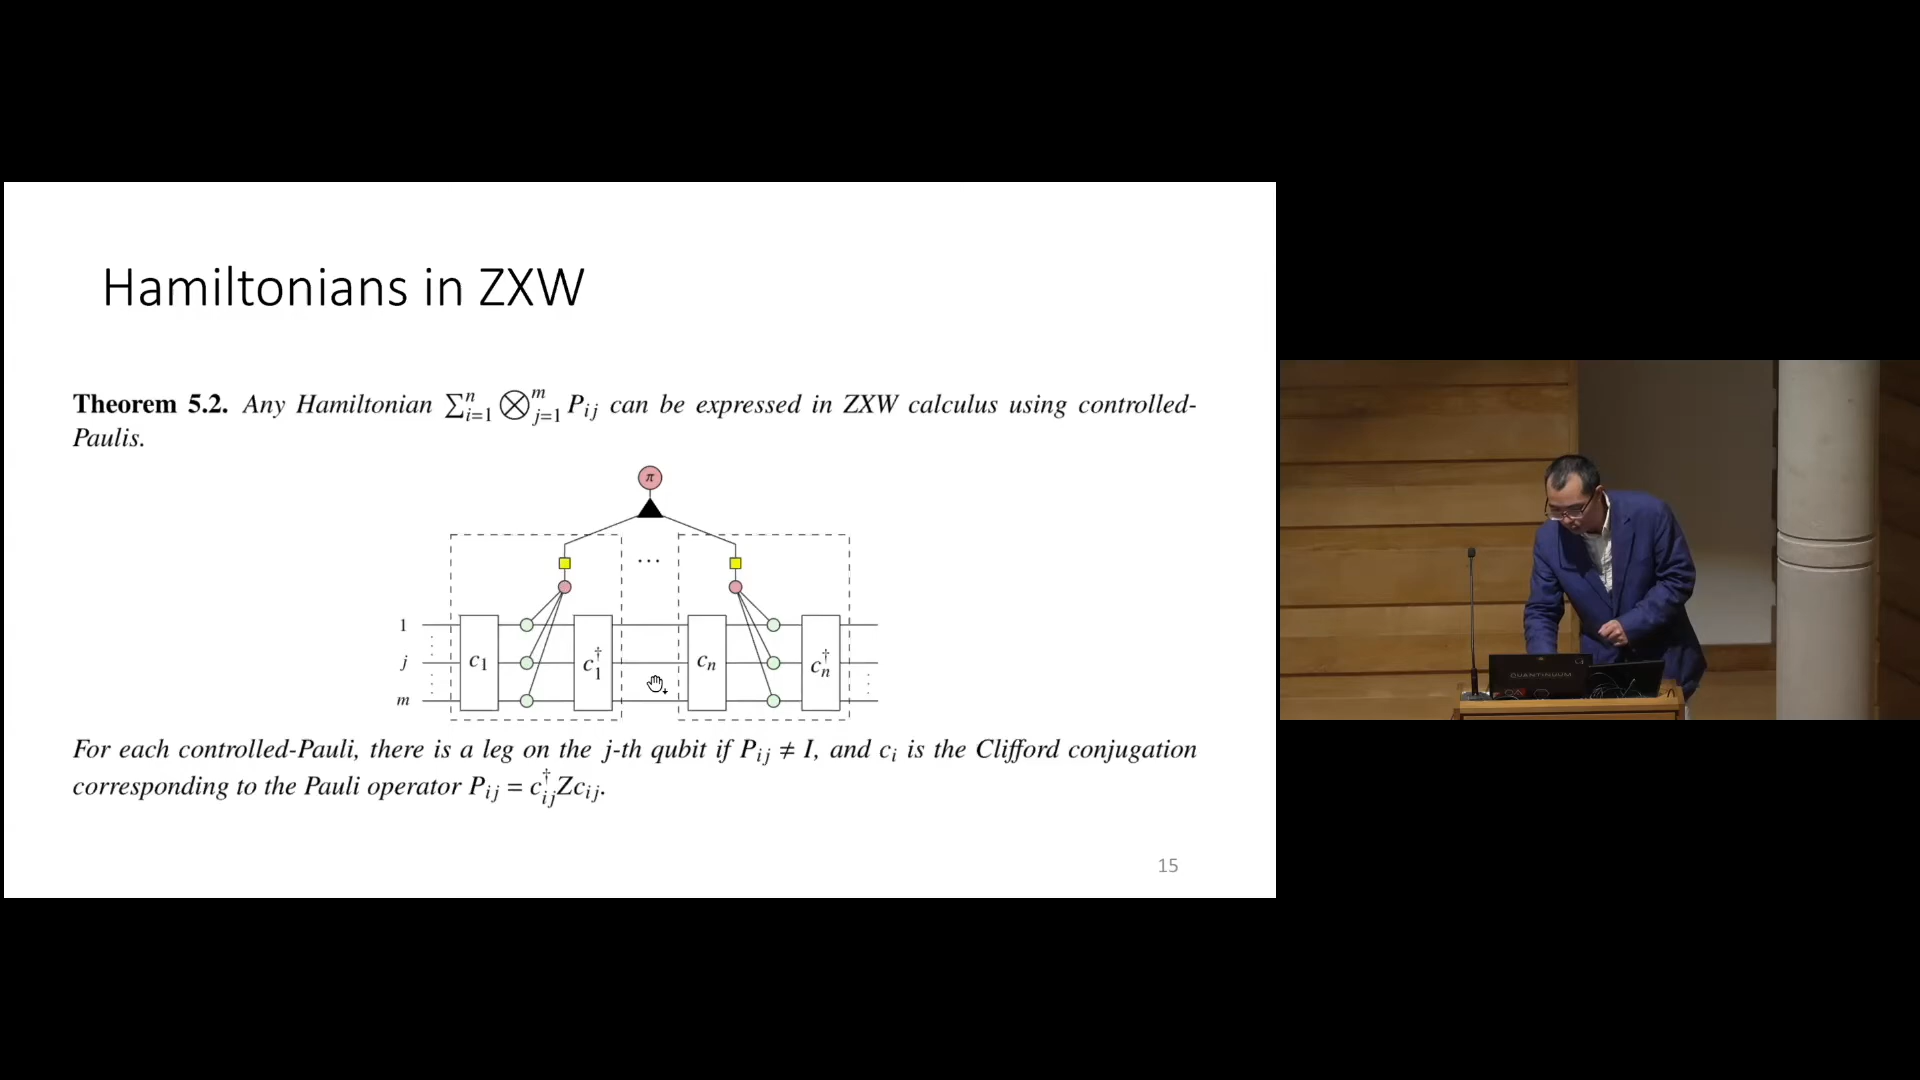 Hamiltonians in ZXW
Theorem 5.2. Any Hamiltonian ∑ⁿᵢ₌₁ ⨂ᵐⱼ₌₁ Pᵢⱼ can be expressed in ZXW calculus using controlled-
Paulis.
π
...
1
j
m
c₁
c₁†
cₙ
cₙ†
For each controlled-Pauli, there is a leg on the j-th qubit if Pᵢⱼ ≠ I, and cᵢ is the Clifford conjugation
corresponding to the Pauli operator Pᵢⱼ = c†ᵢⱼZcᵢⱼ.
15
QUANTINUUM